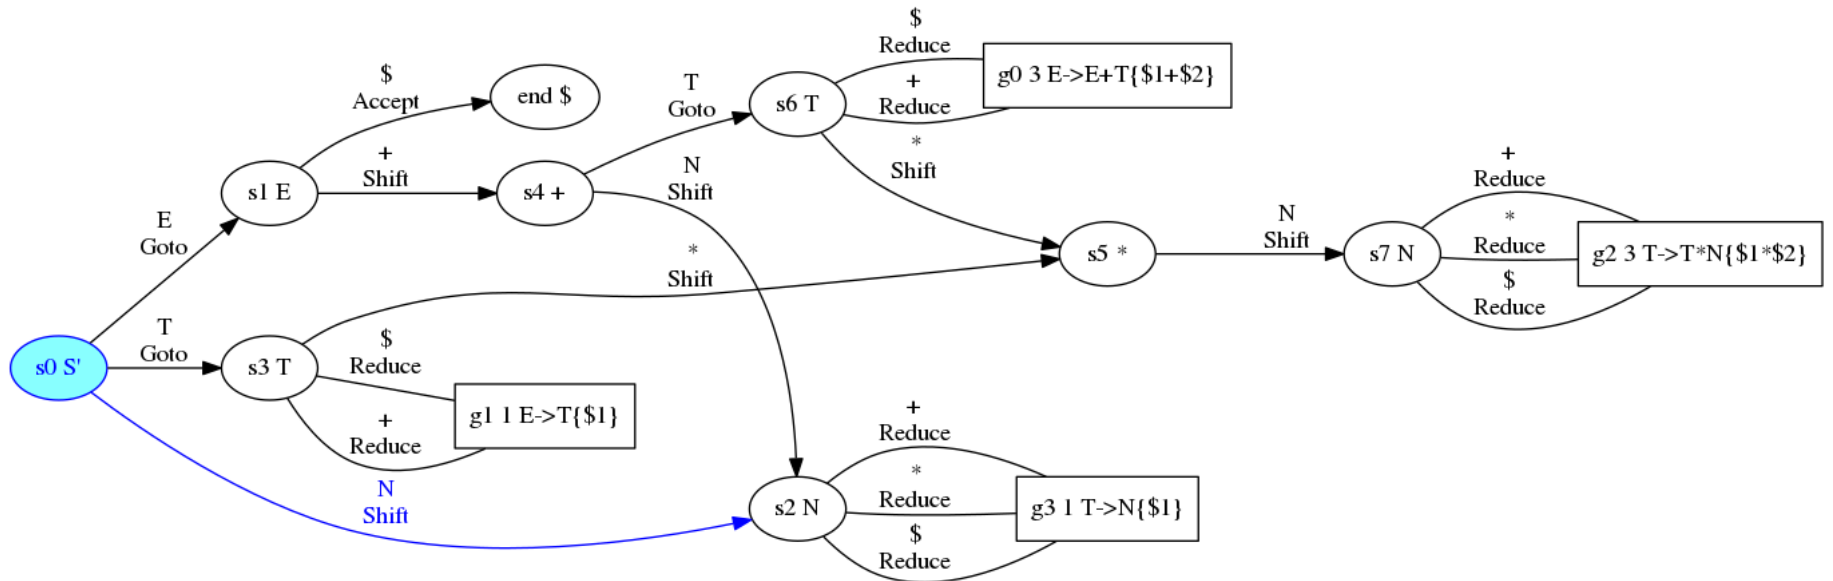 $
Reduce
g0 3 E->E+T{$1+$2}
+
Reduce
s6 T
T
Goto
$
Accept
end $
*
Shift
+
Shift
s1 E
s4 +
N
Shift
+
Reduce
E
Goto
*
Shift
s5 *
N
Shift
s7 N
*
Reduce
g2 3 T->T*N{$1*$2}
$
Reduce
T
Goto
s0 S'
s3 T
$
Reduce
g1 1 E->T{$1}
+
Reduce
N
Shift
+
Reduce
*
Reduce
s2 N
g3 1 T->N{$1}
$
Reduce